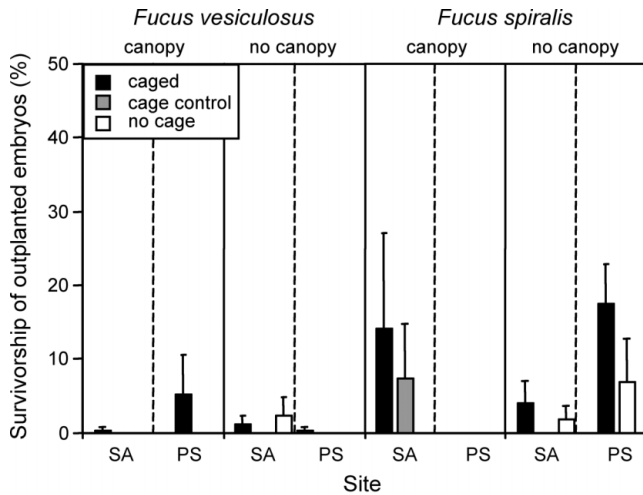 Fucus vesiculosus Fucus spiralis
canopy no canopy canopy no canopy
Survivorship of outplanted embryos (%)
50
40
30
20
10
0
caged
cage control
no cage
SA PS SA PS SA PS SA PS
Site